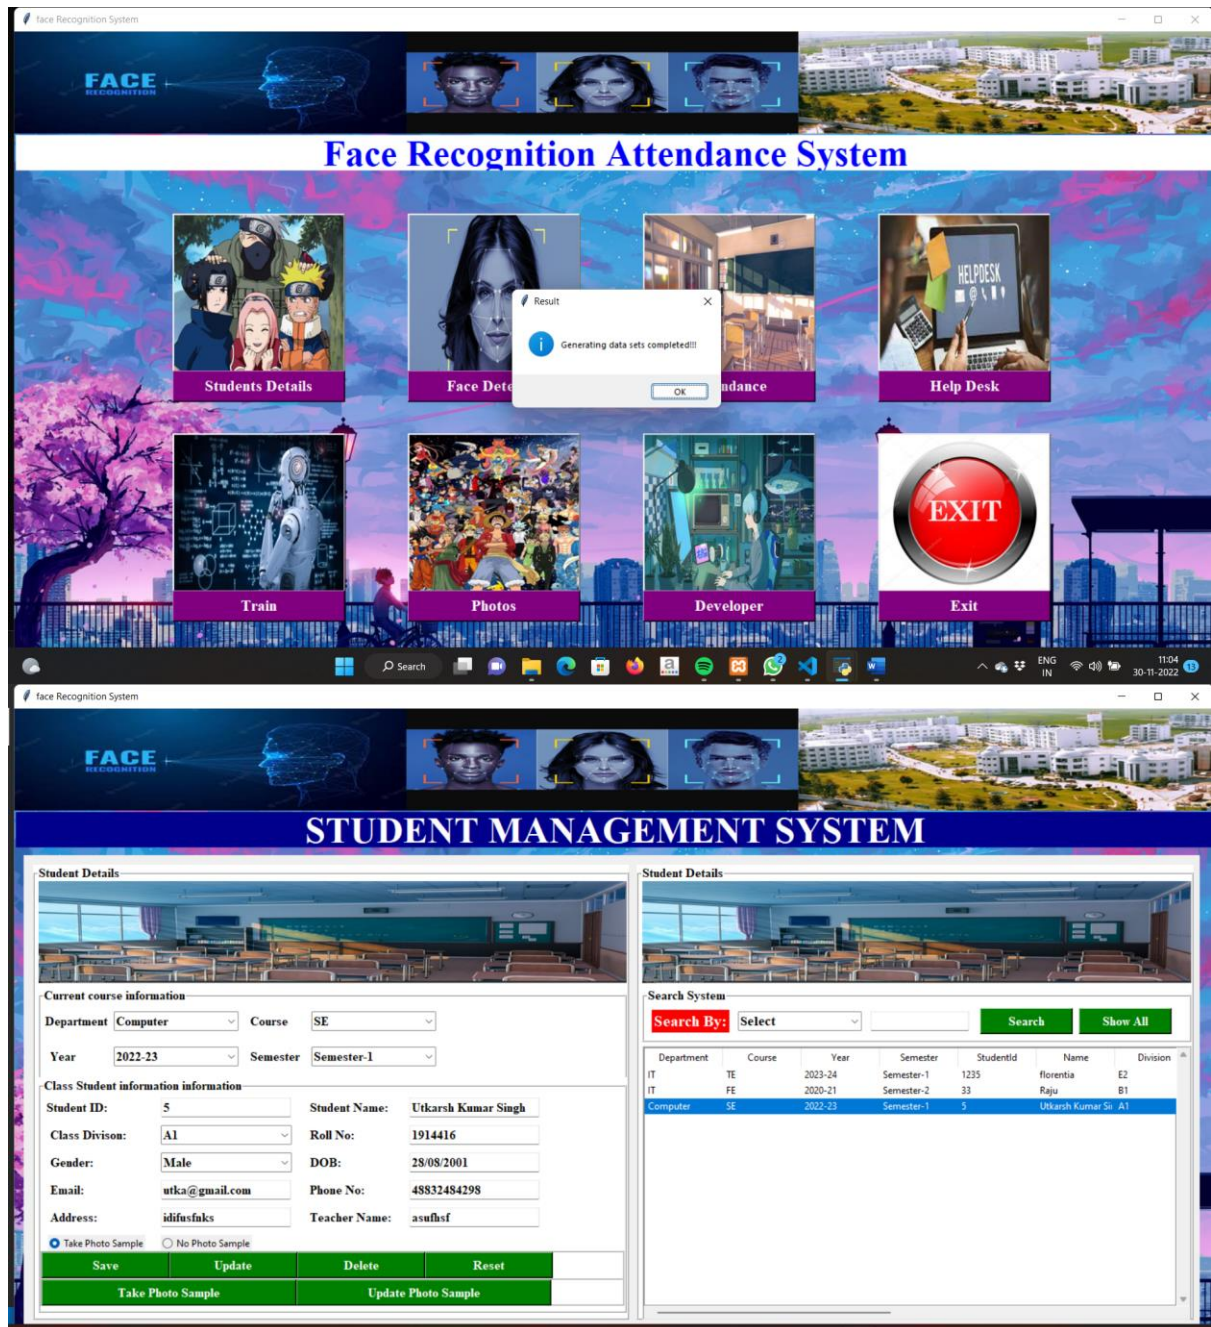 face Recognition System
FACE
RECOGNITION
Face Recognition Attendance System
HELPDESK
Result
Generating data sets completed!!!
OK
Students Details
Face Dete
ndance
Help Desk
EXIT
Train
Photos
Developer
Exit
Search
2
ENG
IN
11:04
30-11-2022
13
face Recognition System
FACE
RECOGNITION
STUDENT MANAGEMENT SYSTEM
Student Details
Current course information
Department Computer Course SE
Year 2022-23 Semester Semester-1
Class Student information information
Student ID: 5 Student Name: Utkarsh Kumar Singh
Class Divison: A1 Roll No: 1914416
Gender: Male DOB: 28/08/2001
Email: utka@gmail.com Phone No: 48832484298
Address: idifusfnks Teacher Name: asufhsf
Take Photo Sample No Photo Sample
Save Update Delete Reset
Take Photo Sample Update Photo Sample
Student Details
Search System
Search By: Select Search Show All
Department Course Year Semester StudentId Name Division
IT TE 2023-24 Semester-1 1235 florentia E2
IT FE 2020-21 Semester-2 33 Raju B1
Computer SE 2022-23 Semester-1 5 Utkarsh Kumar Si A1